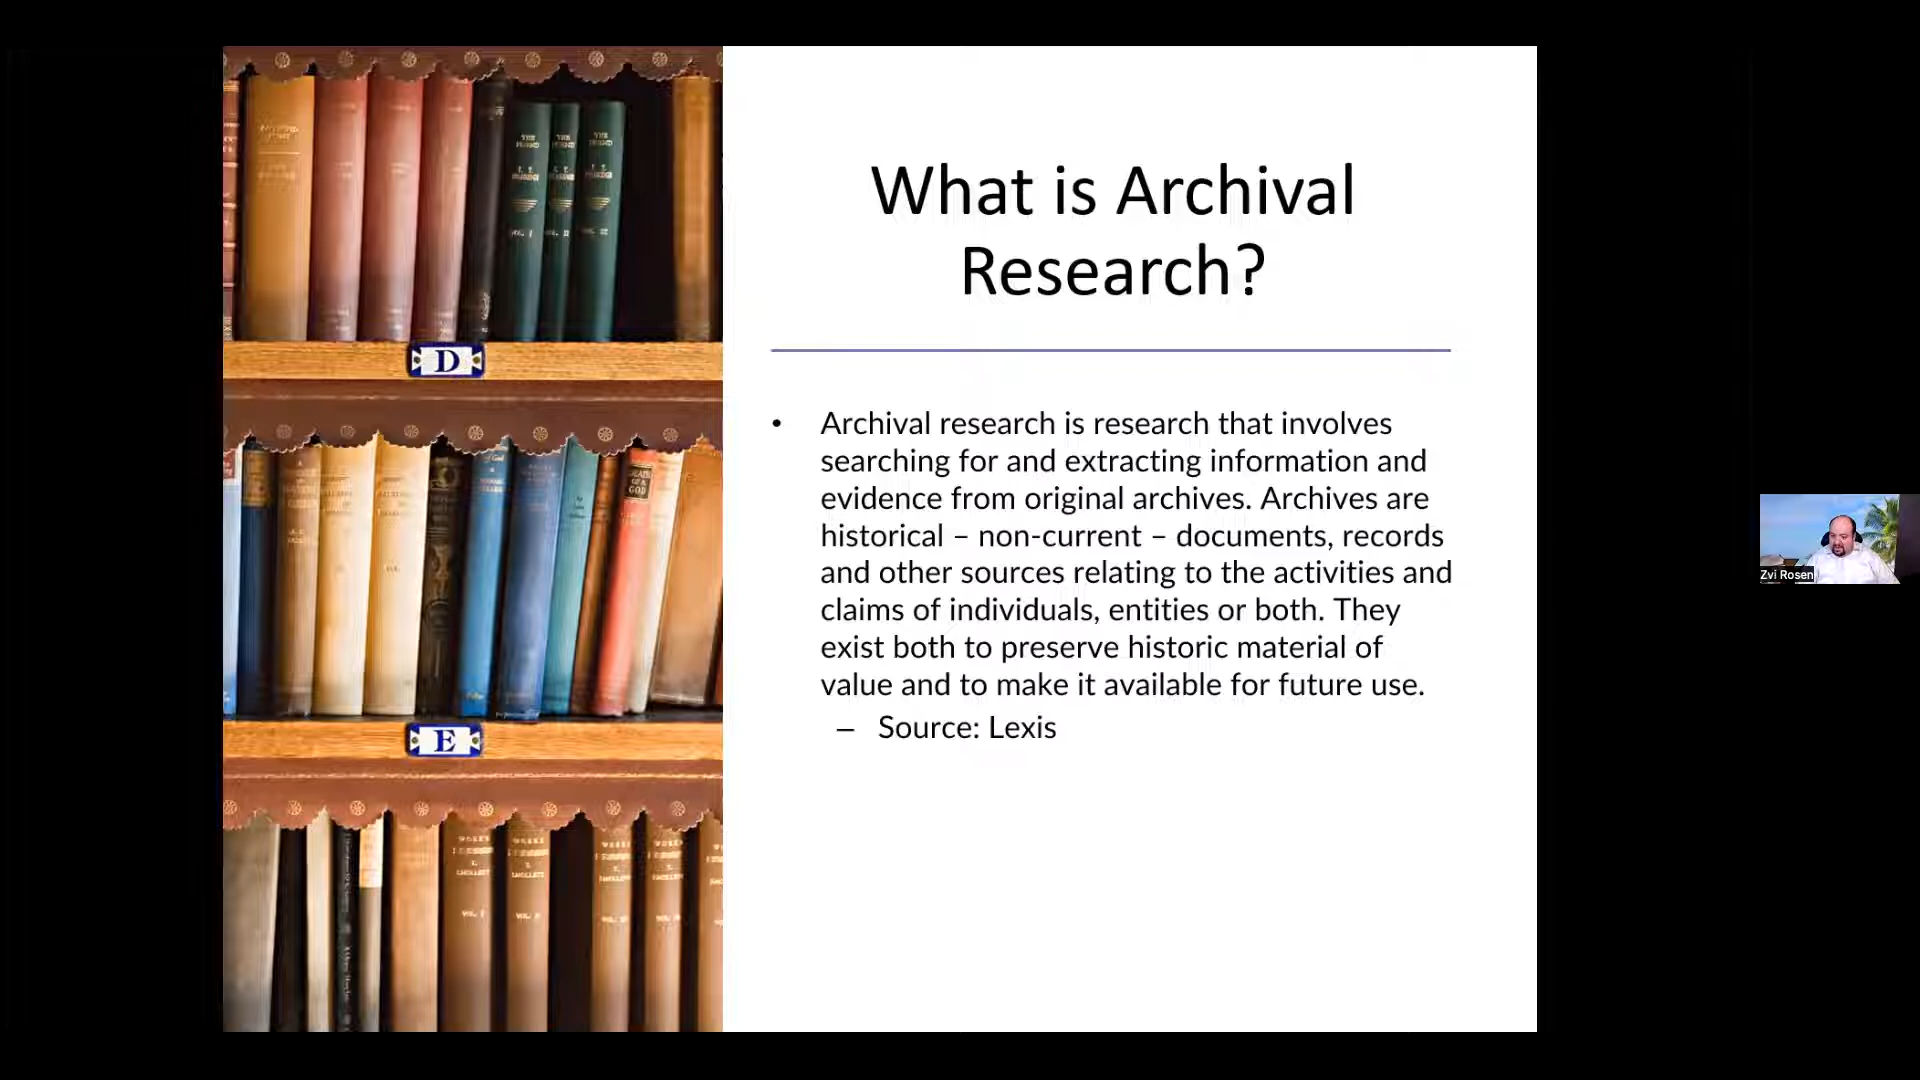 What is Archival
Research?
• Archival research is research that involves
searching for and extracting information and
evidence from original archives. Archives are
historical – non-current – documents, records
and other sources relating to the activities and
claims of individuals, entities or both. They
exist both to preserve historic material of
value and to make it available for future use.
– Source: Lexis
D
E
VOL. I
Zvi Rosen